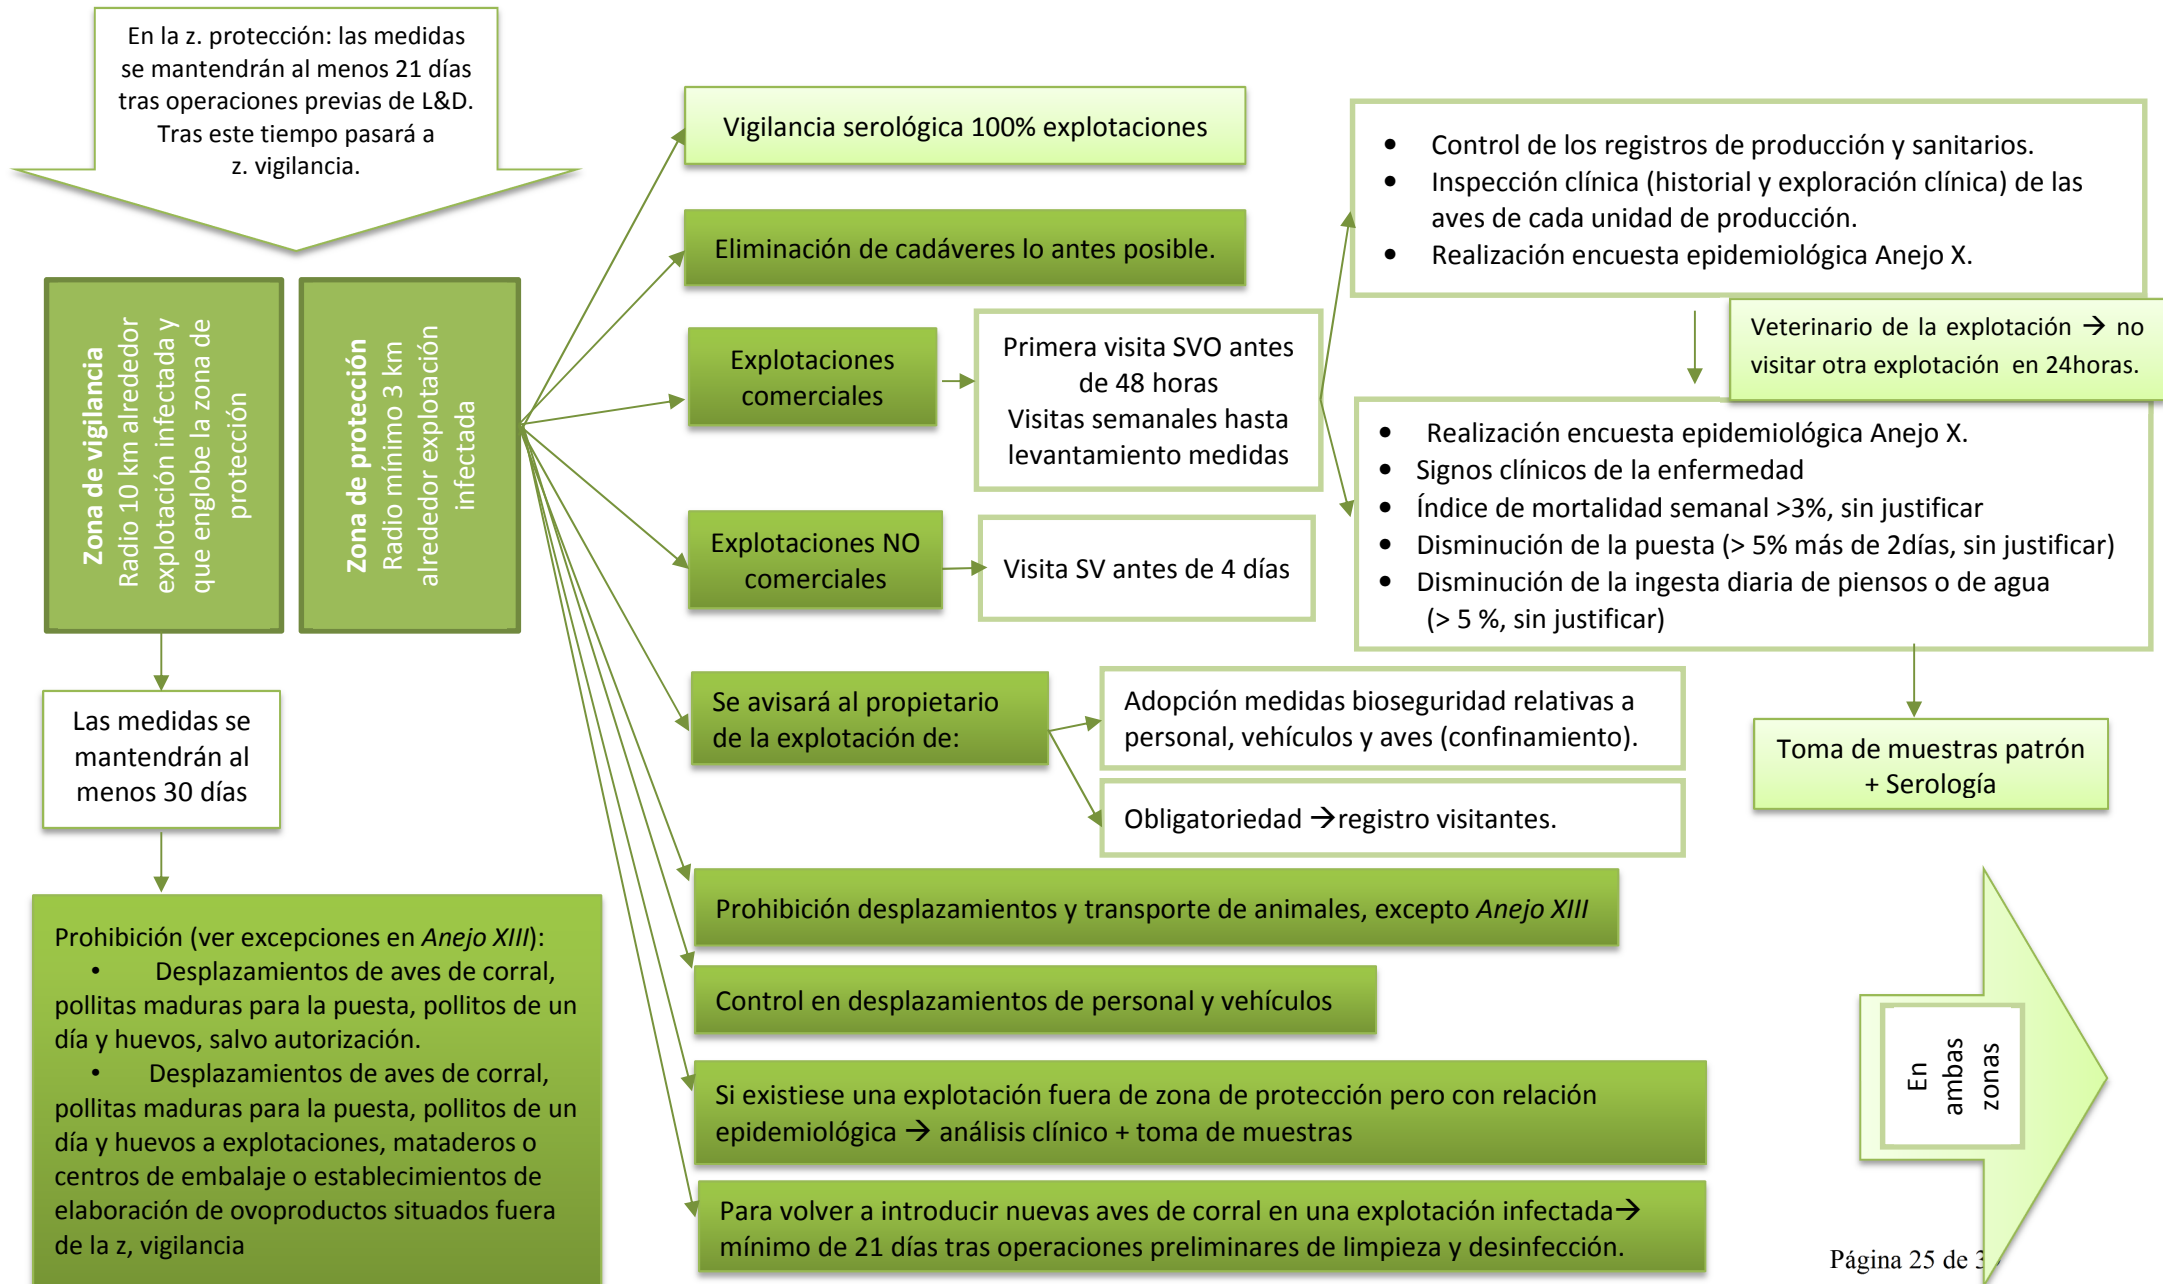 En la z. protección: las medidas
se mantendrán al menos 21 días
tras operaciones previas de L&D.
Tras este tiempo pasará a
z. vigilancia.
Zona de vigilancia
Radio 10 km alrededor
explotación infectada y
que englobe la zona de
protección
Zona de protección
Radio mínimo 3 km
alrededor explotación
infectada
Las medidas se
mantendrán al
menos 30 días
Prohibición (ver excepciones en Anejo XIII):
• Desplazamientos de aves de corral,
pollitas maduras para la puesta, pollitos de un
día y huevos, salvo autorización.
• Desplazamientos de aves de corral,
pollitas maduras para la puesta, pollitos de un
día y huevos a explotaciones, mataderos o
centros de embalaje o establecimientos de
elaboración de ovoproductos situados fuera
de la z, vigilancia
Vigilancia serológica 100% explotaciones
Eliminación de cadáveres lo antes posible.
Explotaciones
comerciales
Primera visita SVO antes
de 48 horas
Visitas semanales hasta
levantamiento medidas
Explotaciones NO
comerciales
Visita SV antes de 4 días
Se avisará al propietario
de la explotación de:
Adopción medidas bioseguridad relativas a
personal, vehículos y aves (confinamiento).
Obligatoriedad → registro visitantes.
Prohibición desplazamientos y transporte de animales, excepto Anejo XIII
Control en desplazamientos de personal y vehículos
Si existiese una explotación fuera de zona de protección pero con relación
epidemiológica → análisis clínico + toma de muestras
Para volver a introducir nuevas aves de corral en una explotación infectada→
mínimo de 21 días tras operaciones preliminares de limpieza y desinfección.
• Control de los registros de producción y sanitarios.
• Inspección clínica (historial y exploración clínica) de las
aves de cada unidad de producción.
• Realización encuesta epidemiológica Anejo X.
Veterinario de la explotación → no
visitar otra explotación en 24horas.
• Realización encuesta epidemiológica Anejo X.
• Signos clínicos de la enfermedad
• Índice de mortalidad semanal >3%, sin justificar
• Disminución de la puesta (> 5% más de 2días, sin justificar)
• Disminución de la ingesta diaria de piensos o de agua
(> 5 %, sin justificar)
Toma de muestras patrón
+ Serología
En
ambas
zonas
Página 25 de